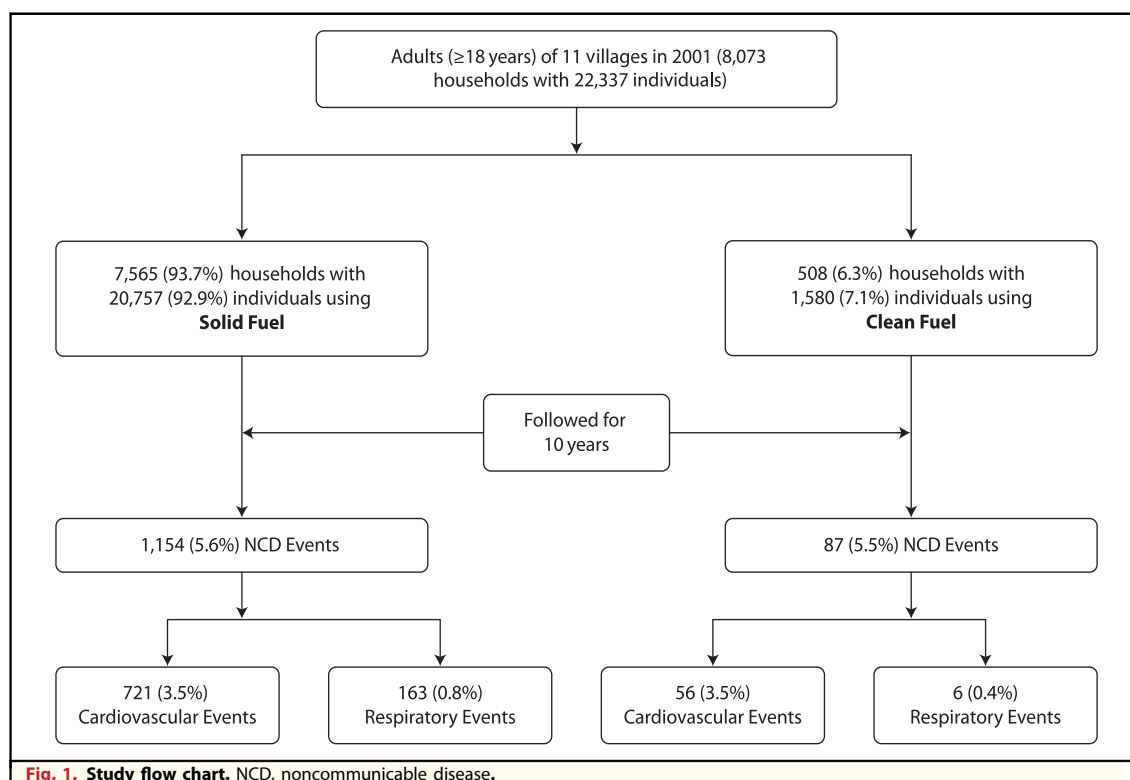 Adults (≥18 years) of 11 villages in 2001 (8,073
households with 22,337 individuals)
7,565 (93.7%) households with
20,757 (92.9%) individuals using
Solid Fuel
508 (6.3%) households with
1,580 (7.1%) individuals using
Clean Fuel
Followed for
10 years
1,154 (5.6%) NCD Events
87 (5.5%) NCD Events
721 (3.5%)
Cardiovascular Events
163 (0.8%)
Respiratory Events
56 (3.5%)
Cardiovascular Events
6 (0.4%)
Respiratory Events
Fig. 1. Study flow chart. NCD, noncommunicable disease.